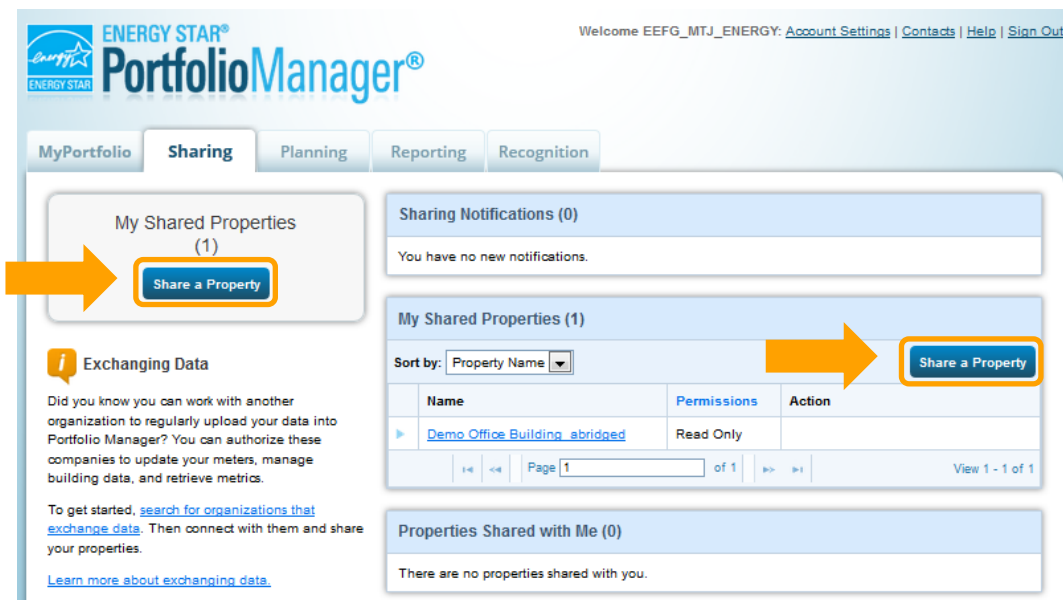 ENERGY STAR®
PortfolioManager®
energy
ENERGY STAR
Welcome EEFG_MTJ_ENERGY: Account Settings | Contacts | Help | Sign Out
MyPortfolio
Sharing
Planning
Reporting
Recognition
My Shared Properties
(1)
Share a Property
i Exchanging Data
Did you know you can work with another
organization to regularly upload your data into
Portfolio Manager? You can authorize these
companies to update your meters, manage
building data, and retrieve metrics.
To get started, search for organizations that
exchange data. Then connect with them and share
your properties.
Learn more about exchanging data.
Sharing Notifications (0)
You have no new notifications.
My Shared Properties (1)
Sort by: Property Name
Share a Property
Name Permissions Action
Demo Office Building abridged Read Only
Page 1 of 1 View 1 - 1 of 1
Properties Shared with Me (0)
There are no properties shared with you.